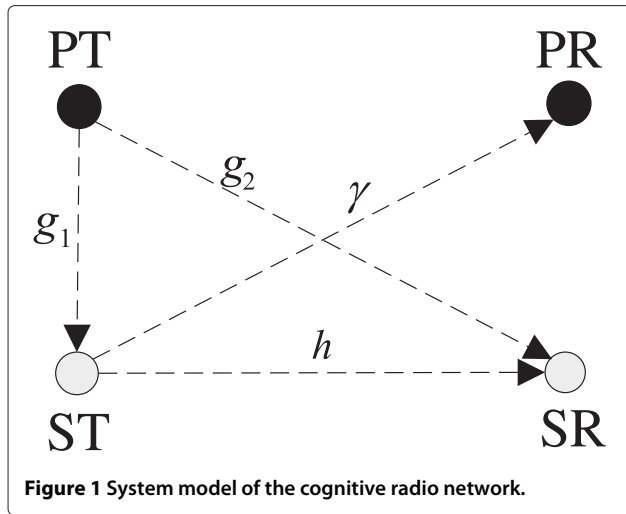 PT PR
g2
γ
g1
h
ST SR
Figure 1 System model of the cognitive radio network.